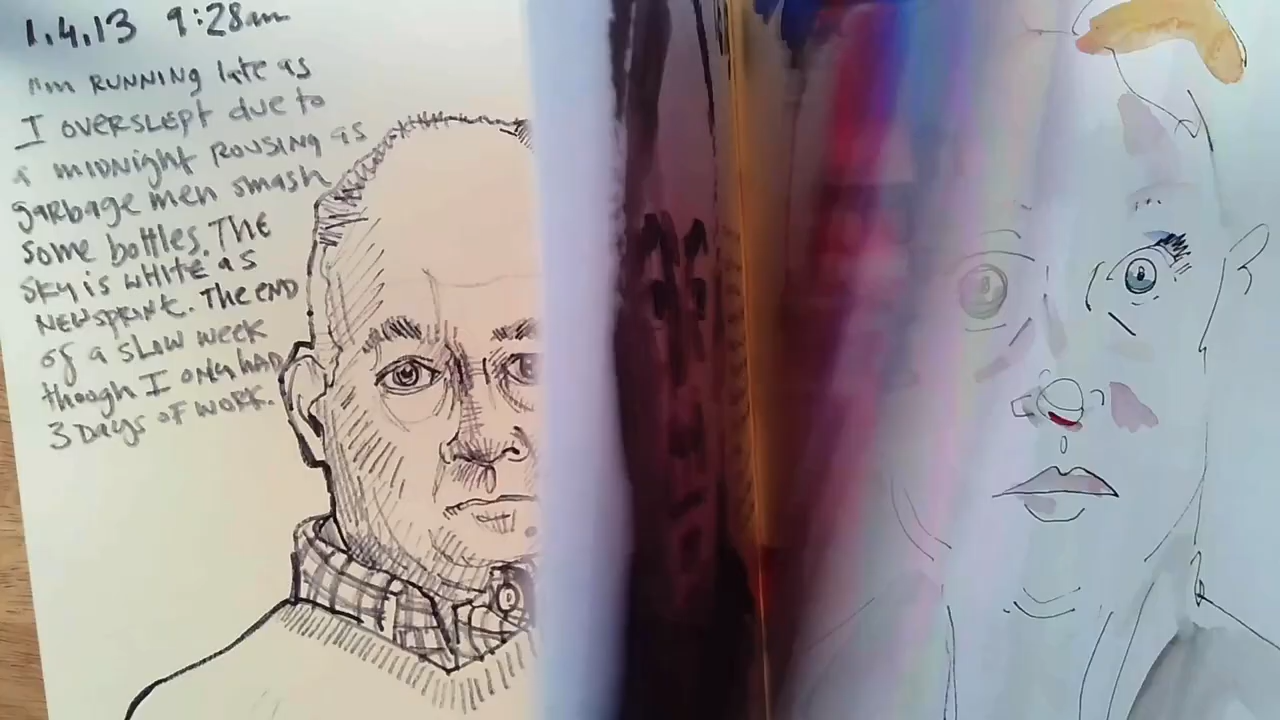 1.4.13 9:28am
I'm RUNNING late as
I OVERSLEPT due to
a midnight ROUSING as
garbage men smash
some bottles. THE
SKY is WHITE as
NEWSPRINT. THE END
of a SLOW WEEK
though I ONLY HAD
3 Days of WORK.